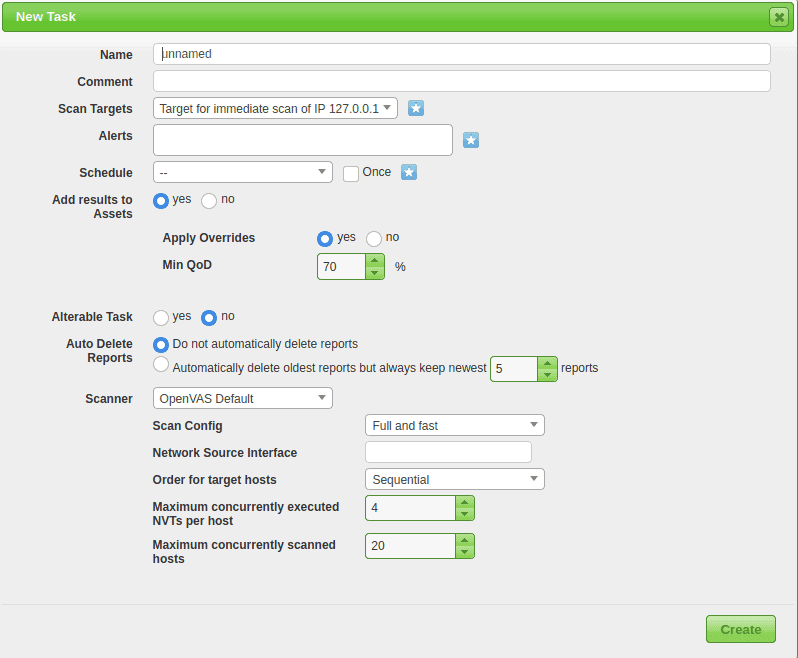 New Task
Name unnamed
Comment
Scan Targets Target for immediate scan of IP 127.0.0.1
Alerts
Schedule -- Once
Add results to
Assets yes no
Apply Overrides yes no
Min QoD 70 %
Alterable Task yes no
Auto Delete
Reports Do not automatically delete reports
Automatically delete oldest reports but always keep newest 5 reports
Scanner OpenVAS Default
Scan Config Full and fast
Network Source Interface
Order for target hosts Sequential
Maximum concurrently executed
NVTs per host 4
Maximum concurrently scanned
hosts 20
Create